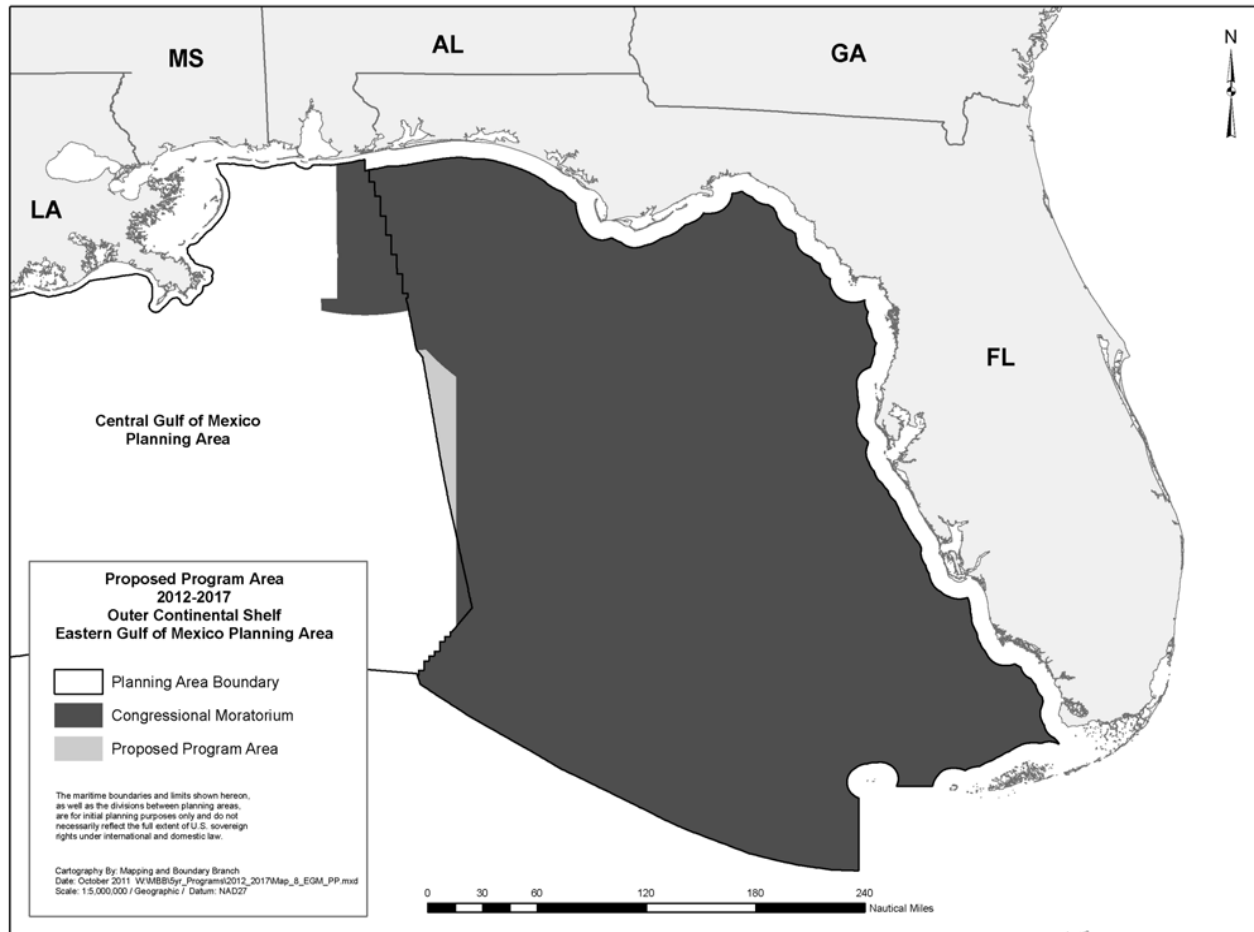 MS
AL
GA
N
LA
FL
Central Gulf of Mexico
Planning Area
Proposed Program Area
2012-2017
Outer Continental Shelf
Eastern Gulf of Mexico Planning Area
Planning Area Boundary
Congressional Moratorium
Proposed Program Area
The maritime boundaries and limits shown hereon,
as well as the divisions between planning areas,
are for initial planning purposes only and do not
necessarily reflect the full extent of U.S. sovereign
rights under international and domestic law.
Cartography By: Mapping and Boundary Branch
Date: October 2011 W:\MBB\5yr_Programs\2012_2017\Map_8_EGM_PP.mxd
Scale: 1:5,000,000 / Geographic / Datum: NAD27
0 30 60 120 180 240
Nautical Miles